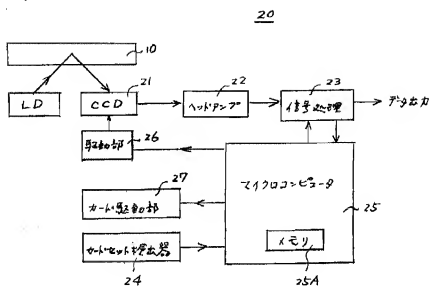 20
10
LD
CCD
21
ヘッドアンプ
22
信号処理
23
データ出力
駆動部
26
カード駆動部
27
マイクロコンピュータ
25
メモリ
25A
カードセット検出器
24